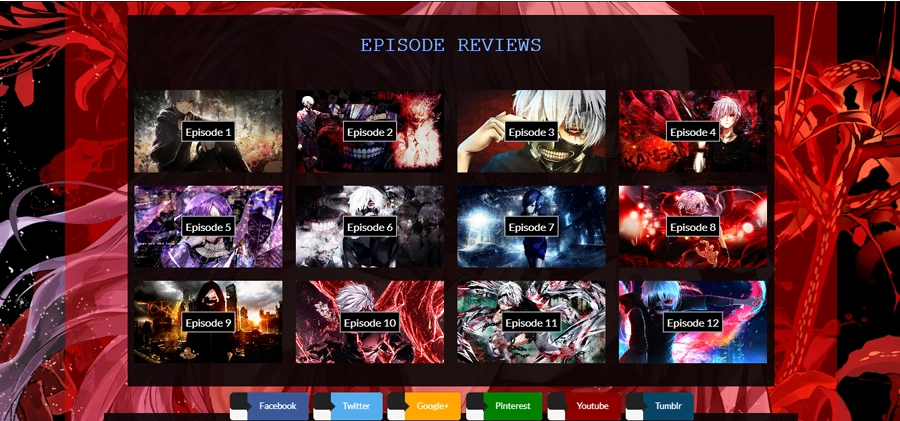 EPISODE REVIEWS
Episode 1
Episode 2
Episode 3
Episode 4
Episode 5
Episode 6
Episode 7
Episode 8
Episode 9
Episode 10
Episode 11
Episode 12
Facebook
Twitter
Google+
Pinterest
Youtube
Tumblr